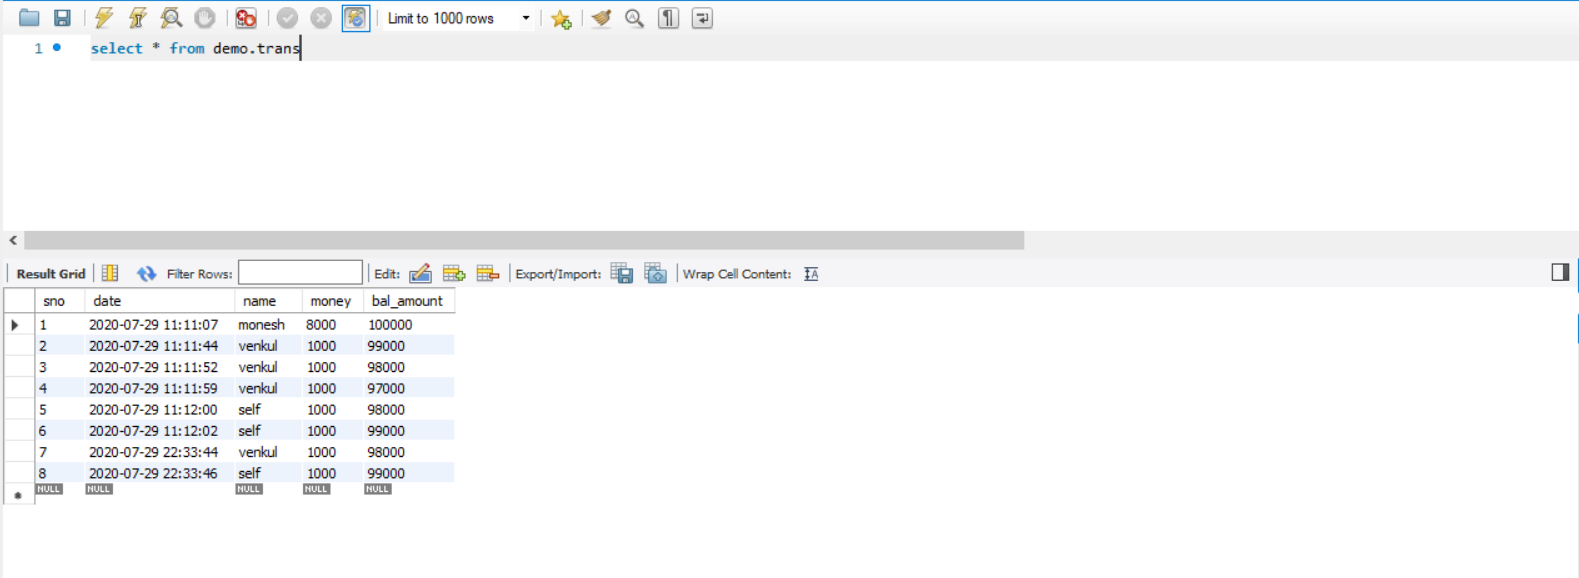 Limit to 1000 rows
1 select * from demo.trans
Result Grid Filter Rows: Edit: Export/Import: Wrap Cell Content: IA
sno date name money bal_amount
1 2020-07-29 11:11:07 monesh 8000 100000
2 2020-07-29 11:11:44 venkul 1000 99000
3 2020-07-29 11:11:52 venkul 1000 98000
4 2020-07-29 11:11:59 venkul 1000 97000
5 2020-07-29 11:12:00 self 1000 98000
6 2020-07-29 11:12:02 self 1000 99000
7 2020-07-29 22:33:44 venkul 1000 98000
8 2020-07-29 22:33:46 self 1000 99000
NULL NULL NULL NULL NULL